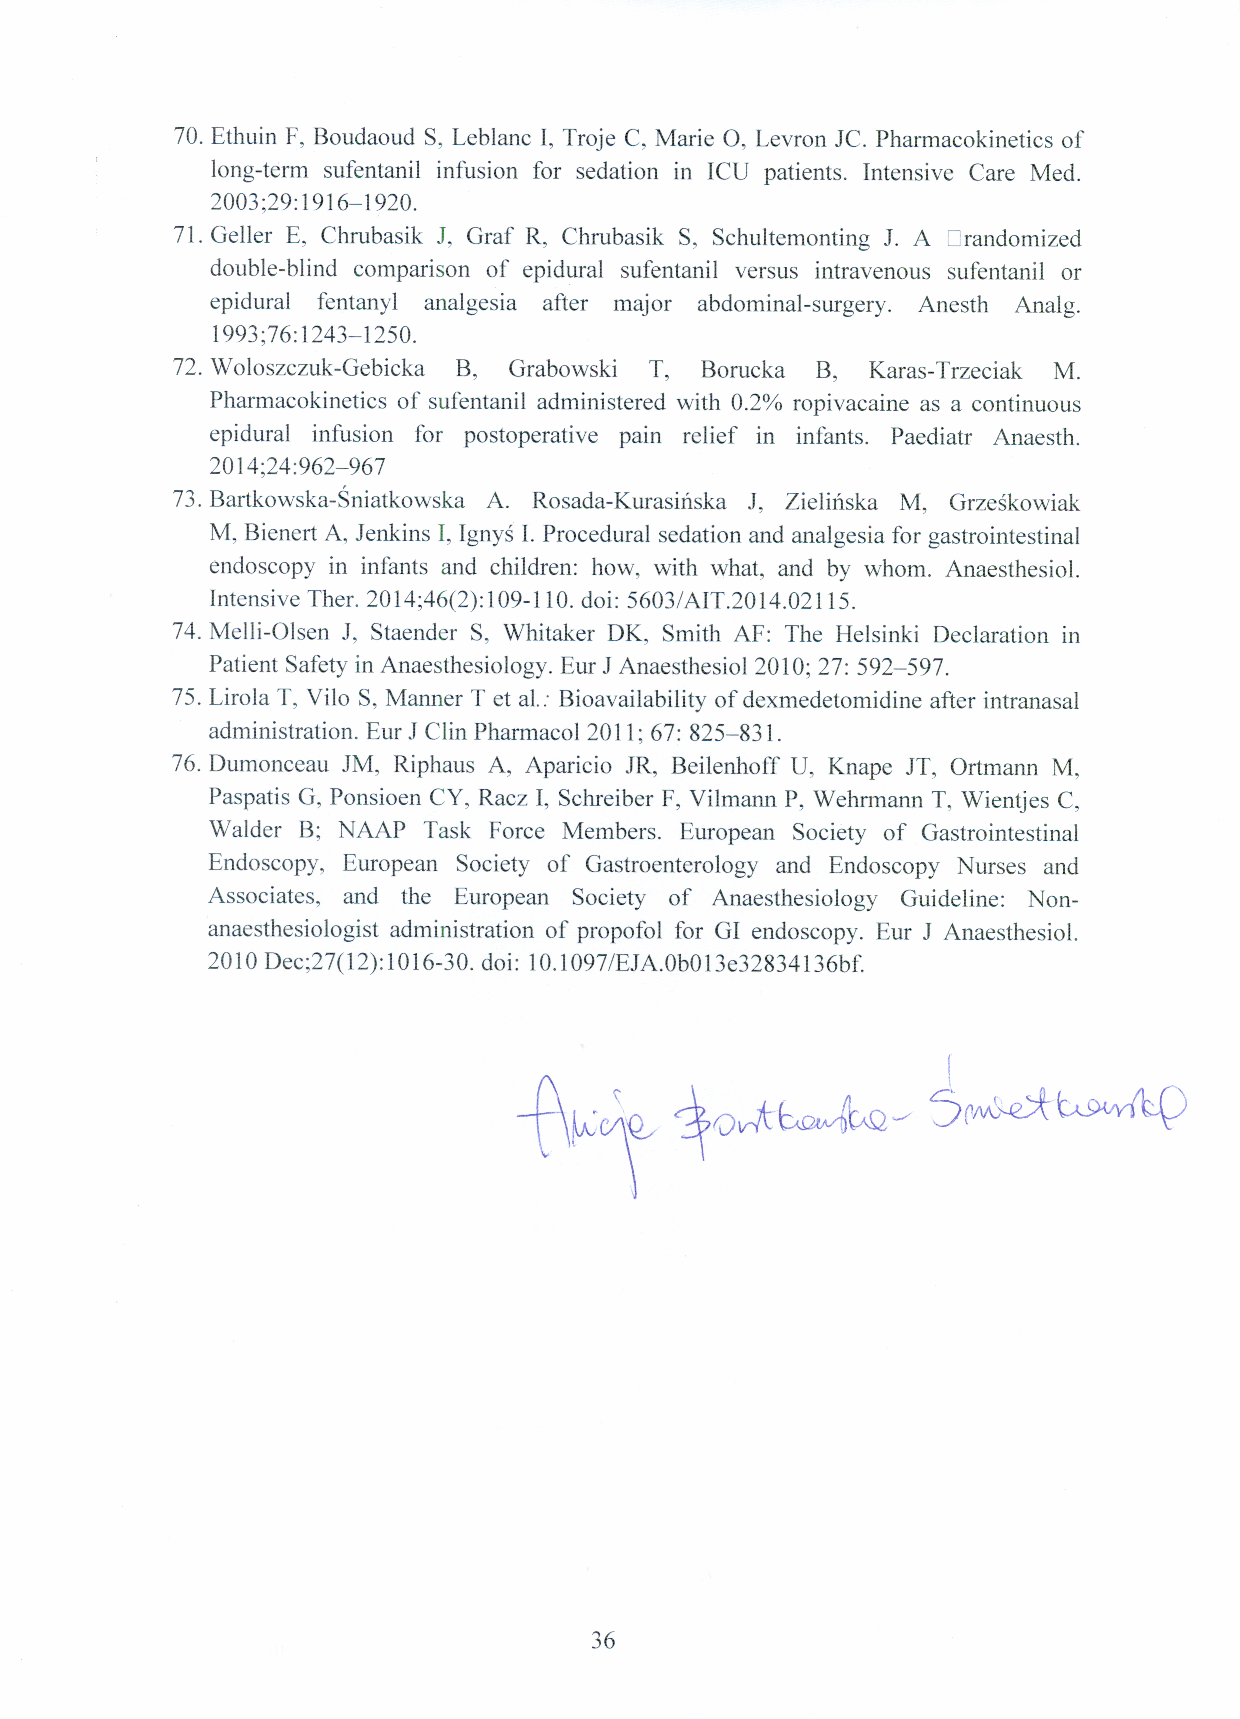 70. Ethuin F, Boudaoud S, Leblanc I, Troje C, Marie O, Levron JC. Pharmacokinetics of
long-term sufentanil infusion for sedation in ICU patients. Intensive Care Med.
2003;29:1916–1920.
71. Geller E, Chrubasik J, Graf R, Chrubasik S, Schultemonting J. A □randomized
double-blind comparison of epidural sufentanil versus intravenous sufentanil or
epidural fentanyl analgesia after major abdominal-surgery. Anesth Analg.
1993;76:1243–1250.
72. Woloszczuk-Gebicka B, Grabowski T, Borucka B, Karas-Trzeciak M.
Pharmacokinetics of sufentanil administered with 0.2% ropivacaine as a continuous
epidural infusion for postoperative pain relief in infants. Paediatr Anaesth.
2014;24:962–967
73. Bartkowska-Śniatkowska A. Rosada-Kurasińska J, Zielińska M, Grześkowiak
M, Bienert A, Jenkins I, Ignyś I. Procedural sedation and analgesia for gastrointestinal
endoscopy in infants and children: how, with what, and by whom. Anaesthesiol.
Intensive Ther. 2014;46(2):109-110. doi: 5603/AIT.2014.02115.
74. Melli-Olsen J, Staender S, Whitaker DK, Smith AF: The Helsinki Declaration in
Patient Safety in Anaesthesiology. Eur J Anaesthesiol 2010; 27: 592–597.
75. Lirola T, Vilo S, Manner T et al.: Bioavailability of dexmedetomidine after intranasal
administration. Eur J Clin Pharmacol 2011; 67: 825–831.
76. Dumonceau JM, Riphaus A, Aparicio JR, Beilenhoff U, Knape JT, Ortmann M,
Paspatis G, Ponsioen CY, Racz I, Schreiber F, Vilmann P, Wehrmann T, Wientjes C,
Walder B; NAAP Task Force Members. European Society of Gastrointestinal
Endoscopy, European Society of Gastroenterology and Endoscopy Nurses and
Associates, and the European Society of Anaesthesiology Guideline: Non-
anaesthesiologist administration of propofol for GI endoscopy. Eur J Anaesthesiol.
2010 Dec;27(12):1016-30. doi: 10.1097/EJA.0b013e32834136bf.
Alicja Bartkowska-Śniatkowska
36